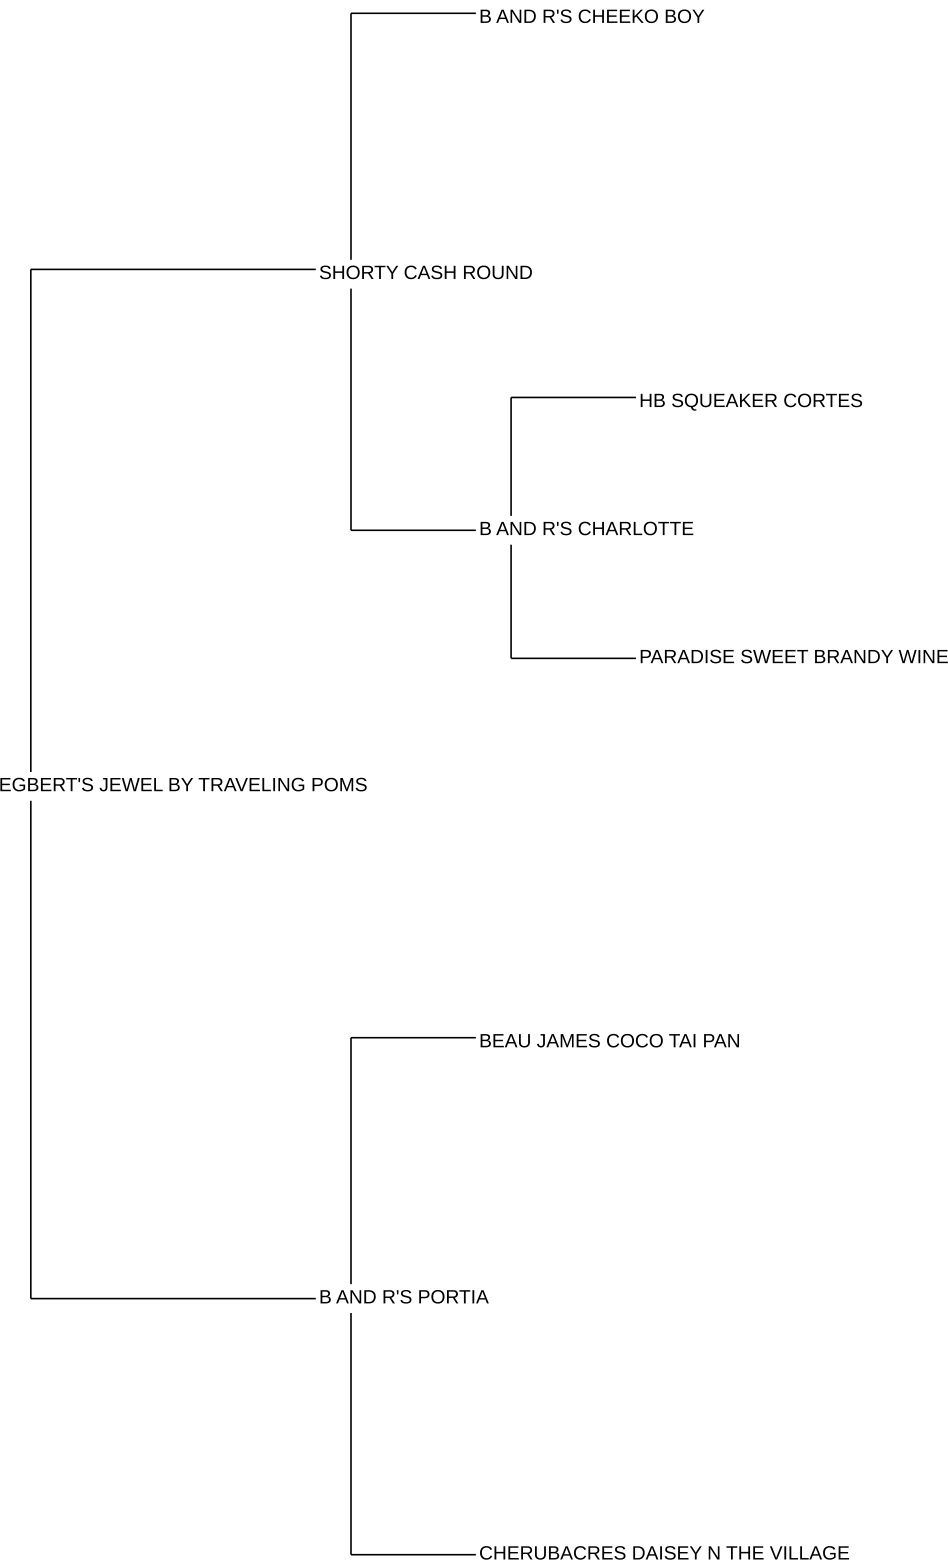 B AND R'S CHEEKO BOY
SHORTY CASH ROUND
HB SQUEAKER CORTES
B AND R'S CHARLOTTE
PARADISE SWEET BRANDY WINE
EGBERT'S JEWEL BY TRAVELING POMS
BEAU JAMES COCO TAI PAN
B AND R'S PORTIA
CHERUBACRES DAISEY N THE VILLAGE